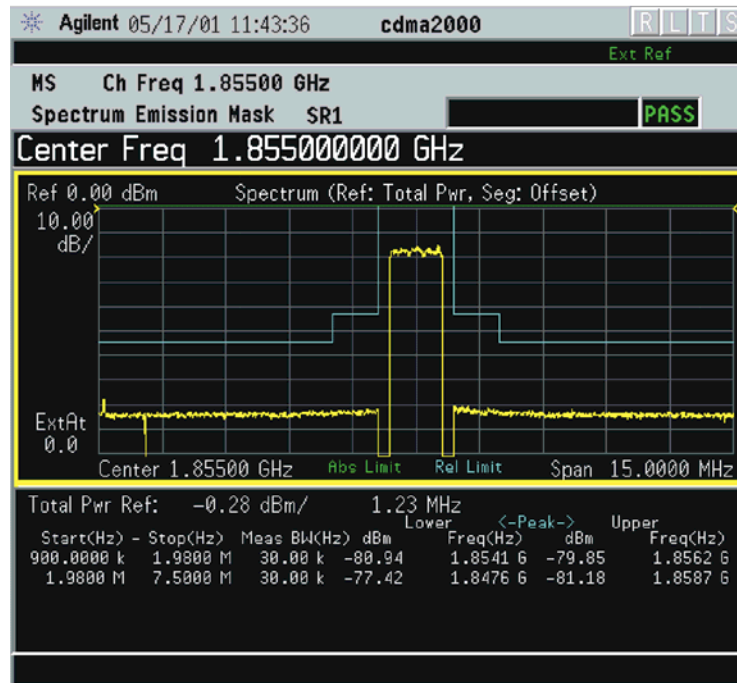 Agilent 05/17/01 11:43:36 cdma2000 R L T S
Ext Ref
MS Ch Freq 1.85500 GHz
Spectrum Emission Mask SR1 PASS
Center Freq 1.855000000 GHz
Ref 0.00 dBm Spectrum (Ref: Total Pwr, Seg: Offset)
10.00
dB/
ExtAt
0.0
Center 1.85500 GHz Abs Limit Rel Limit Span 15.0000 MHz
Total Pwr Ref: -0.28 dBm/ 1.23 MHz
Lower <-Peak-> Upper
Start(Hz) - Stop(Hz) Meas BW(Hz) dBm Freq(Hz) dBm Freq(Hz)
900.0000 k 1.9800 M 30.00 k -80.94 1.8541 G -79.85 1.8562 G
1.9800 M 7.5000 M 30.00 k -77.42 1.8476 G -81.18 1.8587 G